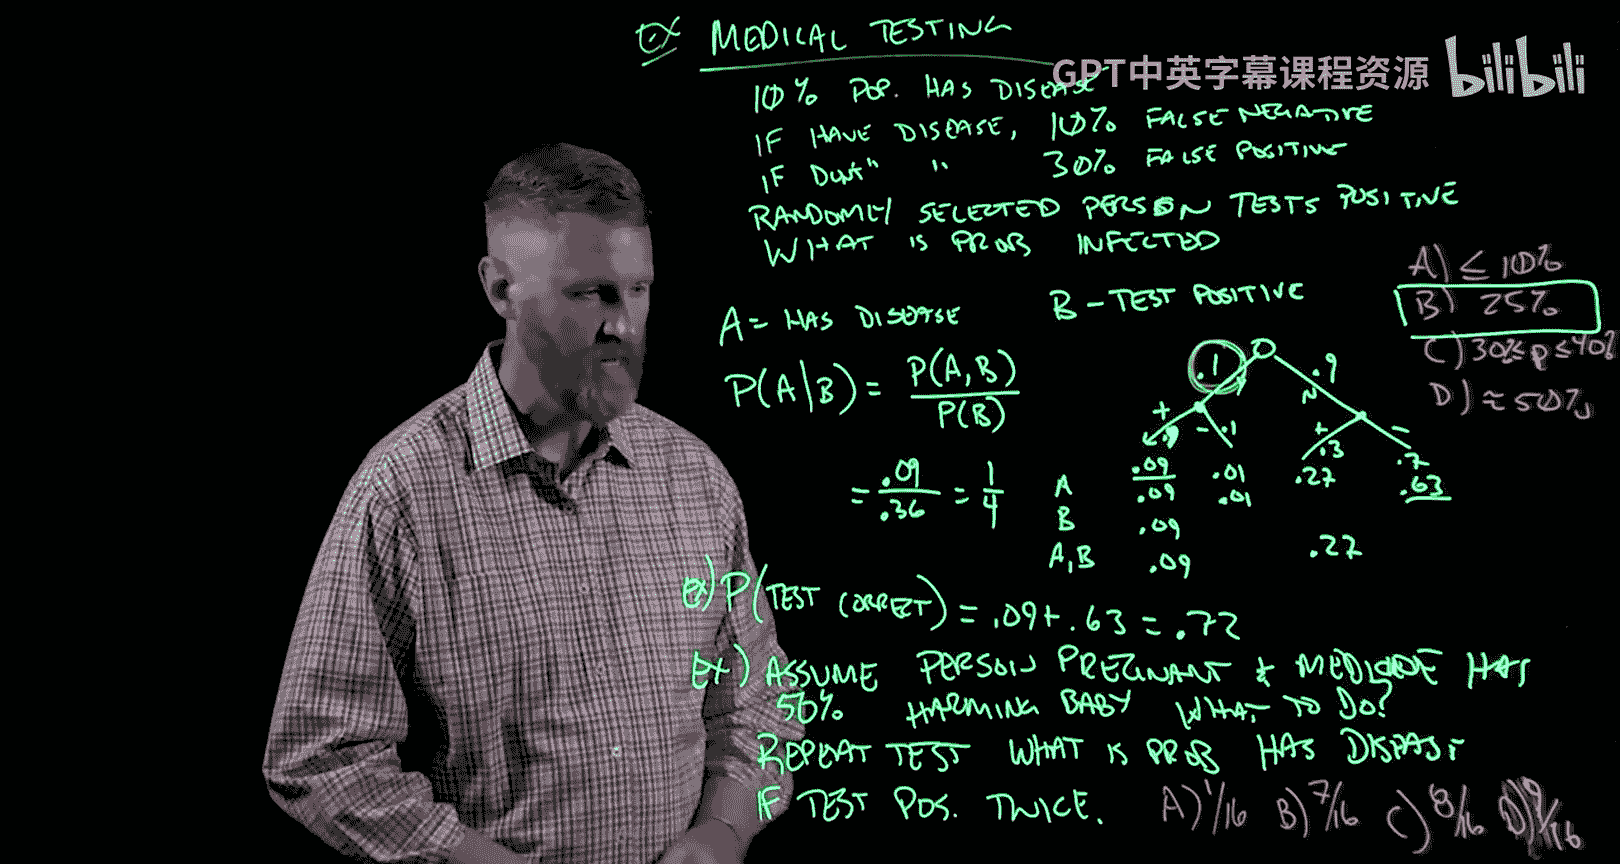 EX MEDICAL TESTING
GPT中英字幕课程资源 bilibili
10% POP. HAS DISEASE
IF HAVE DISEASE, 10% FALSE NEGATIVE
IF DON'T " " 30% FALSE POSITIVE
RANDOMLY SELECTED PERSON TESTS POSITIVE
WHAT IS PROB INFECTED
A) ≤ 10%
B) 25%
C) 30≤ p ≤40%
D) ≈ 50%
A = HAS DISEASE B - TEST POSITIVE
P(A|B) = P(A,B) / P(B)
= .09/.36 = 1/4
.1 .9
N
+ .9 - .1 + .3 - .7
.09 .01 .27 .63
A .09 .01
B .09 .27
A,B .09
EX) P(TEST CORRECT) = .09 + .63 = .72
EX) ASSUME PERSON PREGNANT & MEDICINE HAS
50% HARMING BABY WHAT TO DO?
REPEAT TEST WHAT IS PROB HAS DISEASE
IF TEST POS. TWICE. A) 1/16 B) 7/16 C) 8/16 D) 9/16